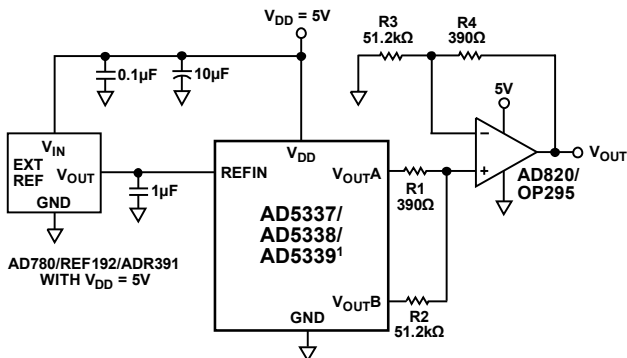 V_DD = 5V
R3
51.2kΩ
R4
390Ω
0.1µF
10µF
5V
V_IN
EXT
REF
V_OUT
GND
1µF
REFIN
V_DD
V_OUTA
R1
390Ω
V_OUT
AD820/
OP295
AD5337/
AD5338/
AD5339¹
AD780/REF192/ADR391
WITH V_DD = 5V
V_OUTB
R2
51.2kΩ
GND